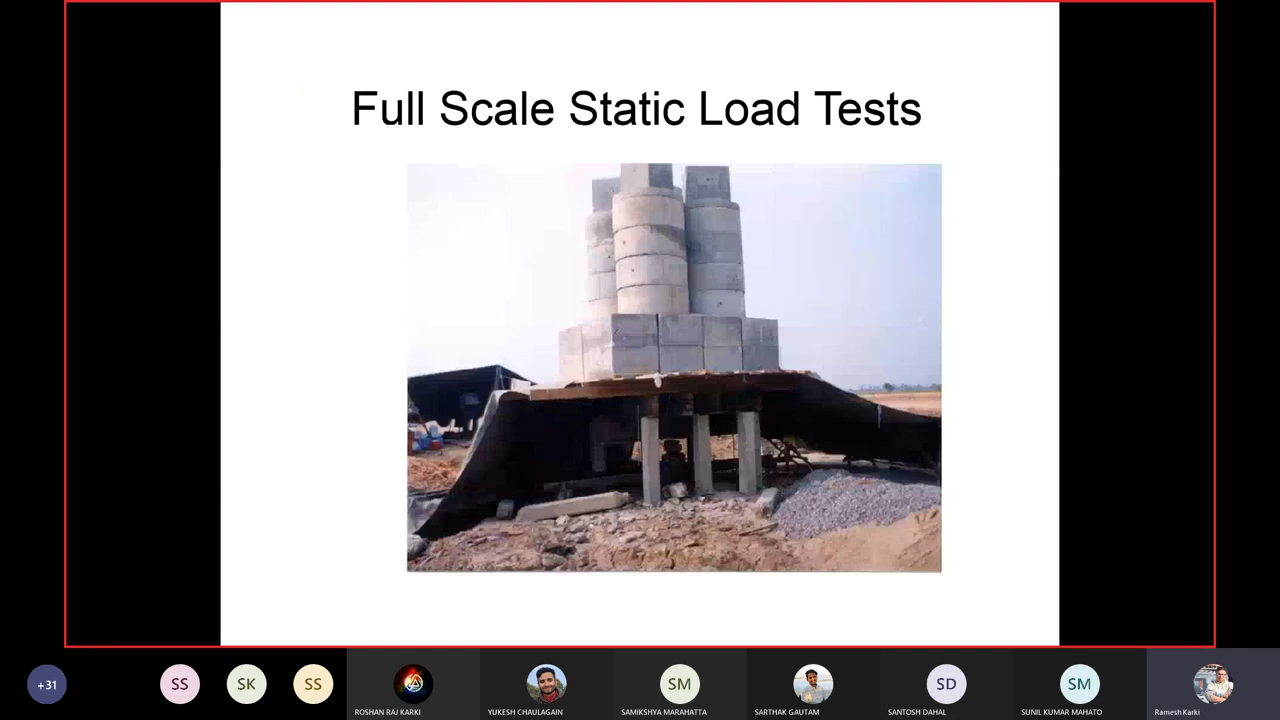 Full Scale Static Load Tests
+31
SS
SK
SS
ROSHAN RAJ KARKI
YUKESH CHAULAGAIN
SM
SAMIKSHYA MARAHATTA
SARTHAK GAUTAM
SD
SANTOSH DAHAL
SM
SUNIL KUMAR MAHATO
Ramesh Karki